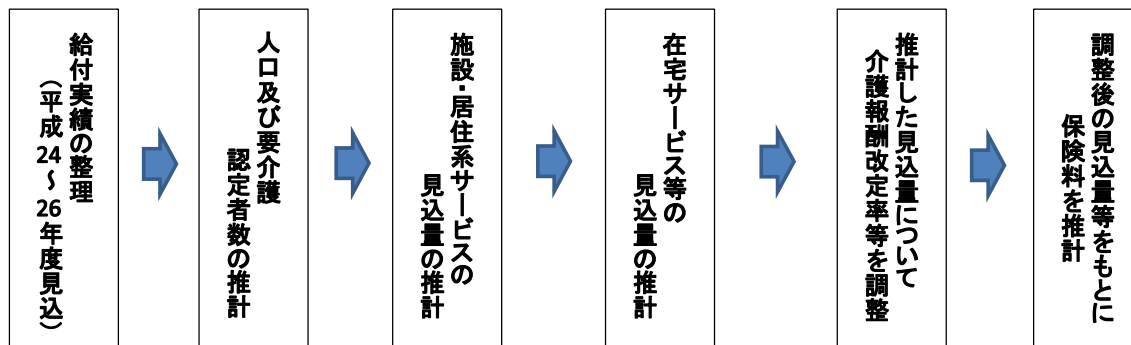 給付実績の整理
（平成24～26年度見込）
人口及び要介護
認定者数の推計
施設・居住系サービスの
見込量の推計
在宅サービス等の
見込量の推計
推計した見込量について
介護報酬改定率等を調整
調整後の見込量等をもとに
保険料を推計